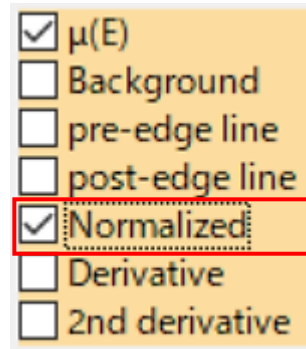 μ(E)
Background
pre-edge line
post-edge line
Normalized
Derivative
2nd derivative